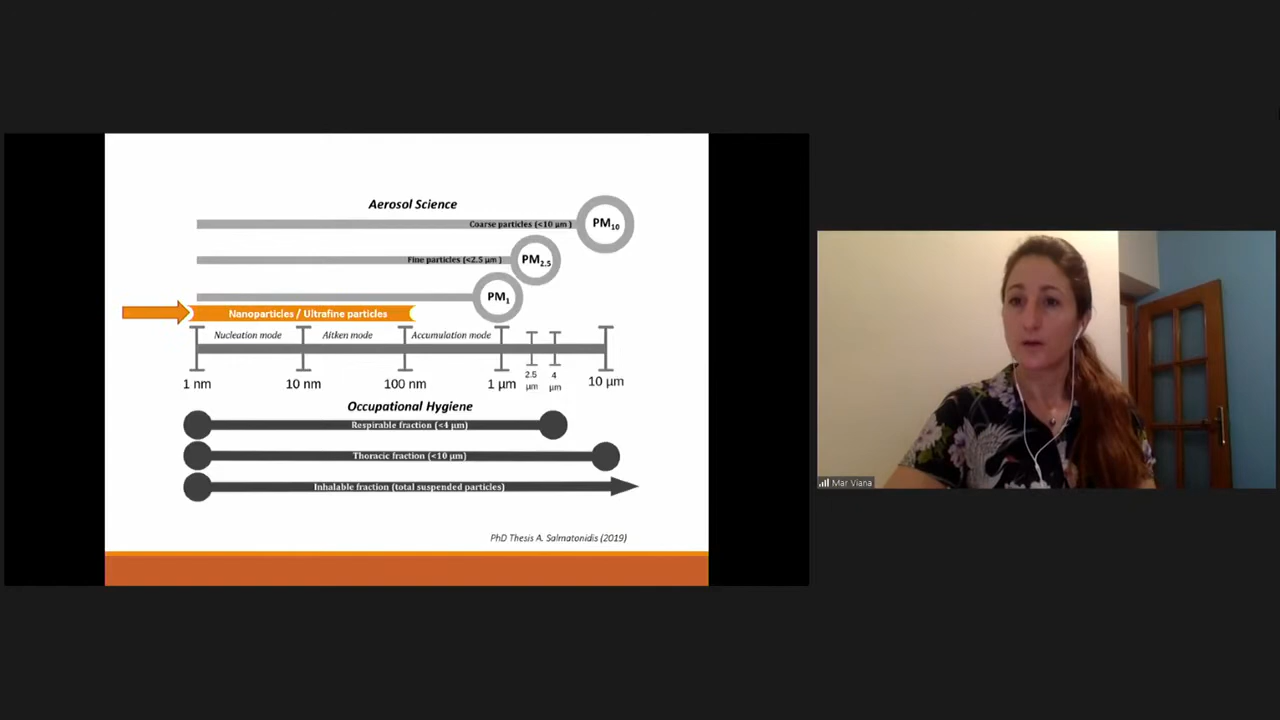 Aerosol Science
Coarse particles (<10 µm )
PM10
Fine particles (<2.5 µm )
PM2.5
PM1
Nanoparticles / Ultrafine particles
Nucleation mode
Aitken mode
Accumulation mode
1 nm
10 nm
100 nm
1 µm
2.5
µm
4
µm
10 µm
Occupational Hygiene
Respirable fraction (<4 µm)
Thoracic fraction (<10 µm)
Inhalable fraction (total suspended particles)
PhD Thesis A. Salmatonidis (2019)
Mar Viana